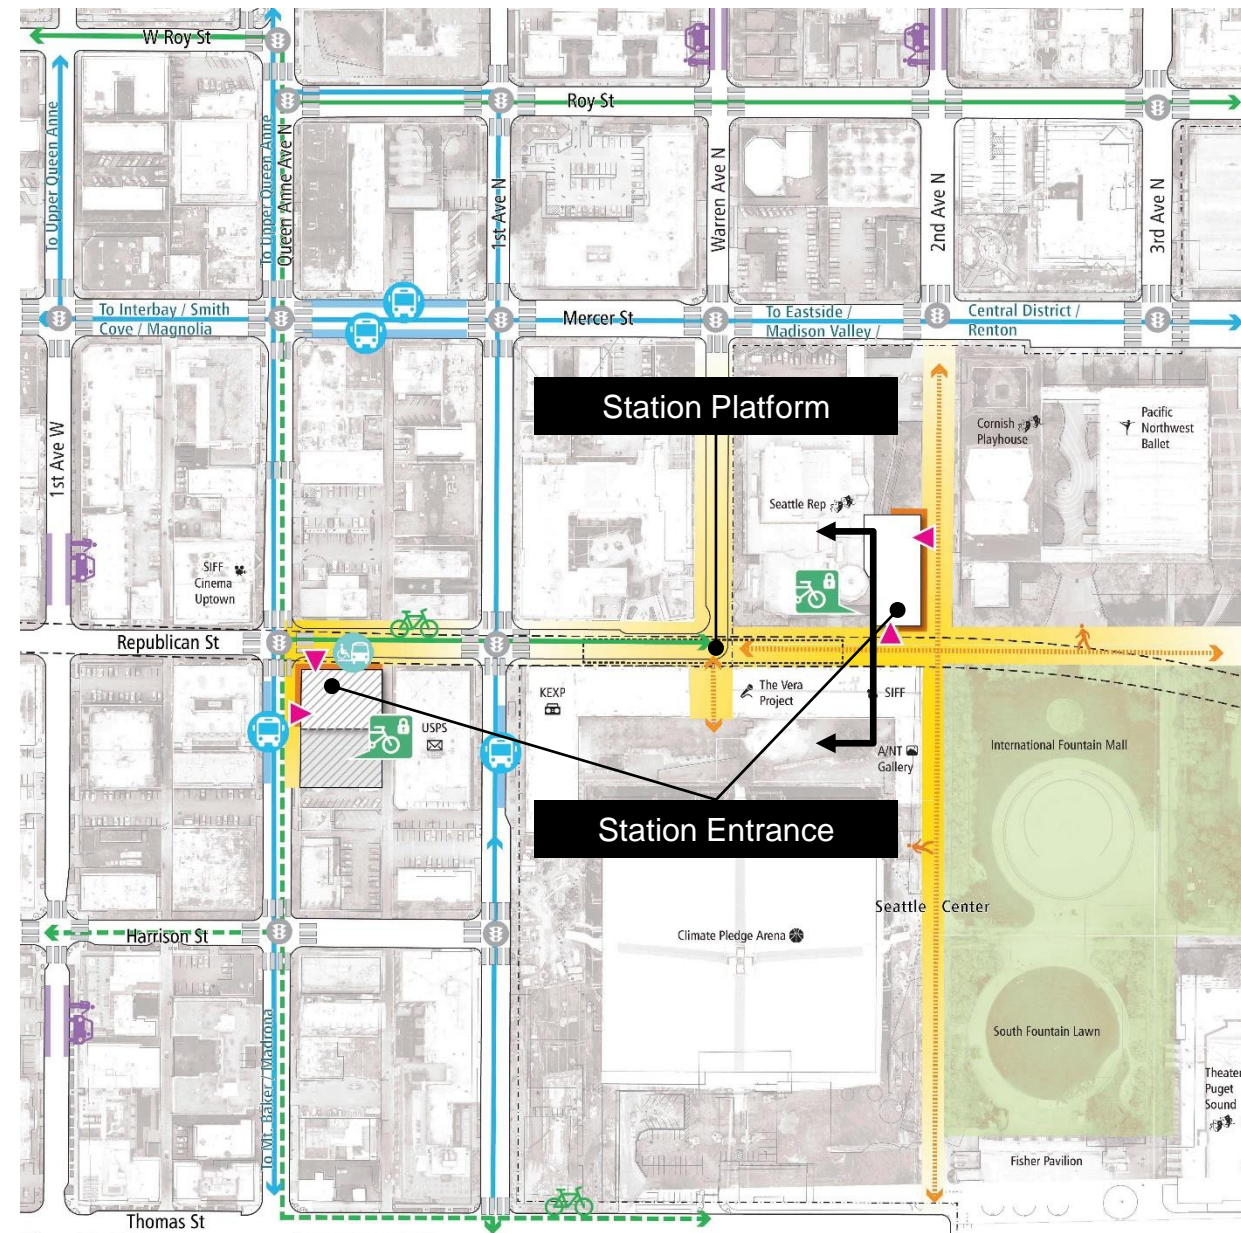 W Roy St
Roy St
To Upper Queen Anne
To Upper Queen Anne
Queen Anne Ave N
1st Ave N
Warren Ave N
2nd Ave N
3rd Ave N
To Interbay / Smith
Cove / Magnolia
Mercer St
To Eastside /
Madison Valley /
Central District /
Renton
Station Platform
1st Ave W
Cornish
Playhouse
Pacific
Northwest
Ballet
Seattle Rep
SIFF
Cinema
Uptown
Republican St
KEXP
The Vera
Project
SIFF
USPS
A/NT
Gallery
International Fountain Mall
Station Entrance
Seattle Center
Harrison St
Climate Pledge Arena
South Fountain Lawn
To Mt. Baker / Madrona
Theater
Puget
Sound
Fisher Pavilion
Thomas St